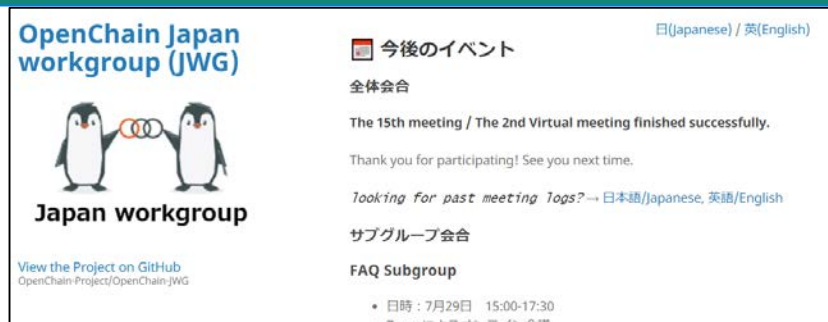 OpenChain Japan
workgroup (JWG)
Japan workgroup
View the Project on GitHub
OpenChain-Project/OpenChain-JWG
日(Japanese) / 英(English)
今後のイベント
全体会合
The 15th meeting / The 2nd Virtual meeting finished successfully.
Thank you for participating! See you next time.
looking for past meeting logs?→ 日本語/Japanese, 英語/English
サブグループ会合
FAQ Subgroup
• 日時：7月29日 15:00-17:30